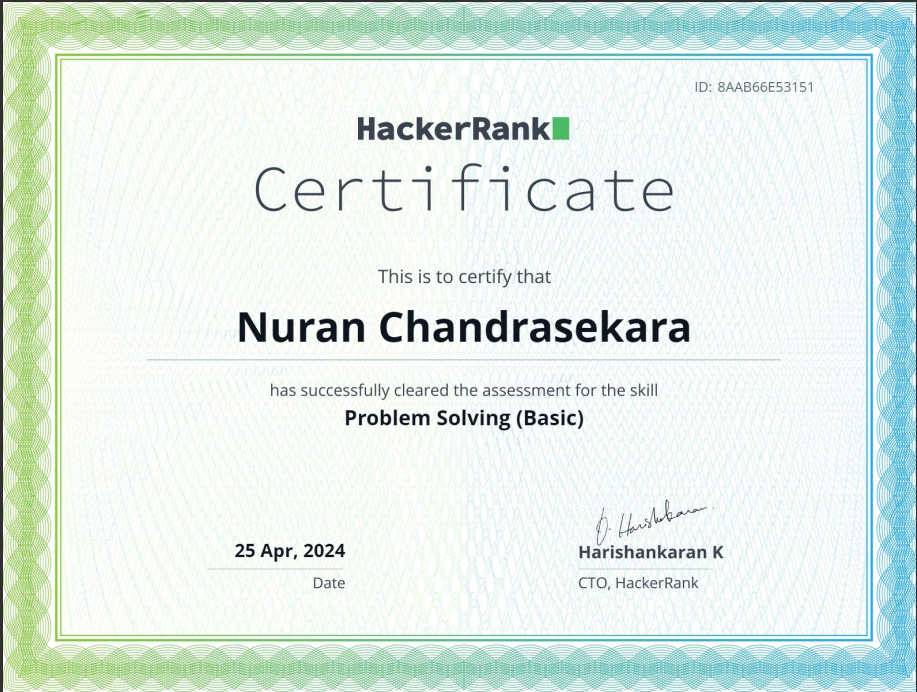 ID: 8AAB66E53151
HackerRank
Certificate
This is to certify that
Nuran Chandrasekara
has successfully cleared the assessment for the skill
Problem Solving (Basic)
25 Apr, 2024
Date
Harishankaran K
CTO, HackerRank